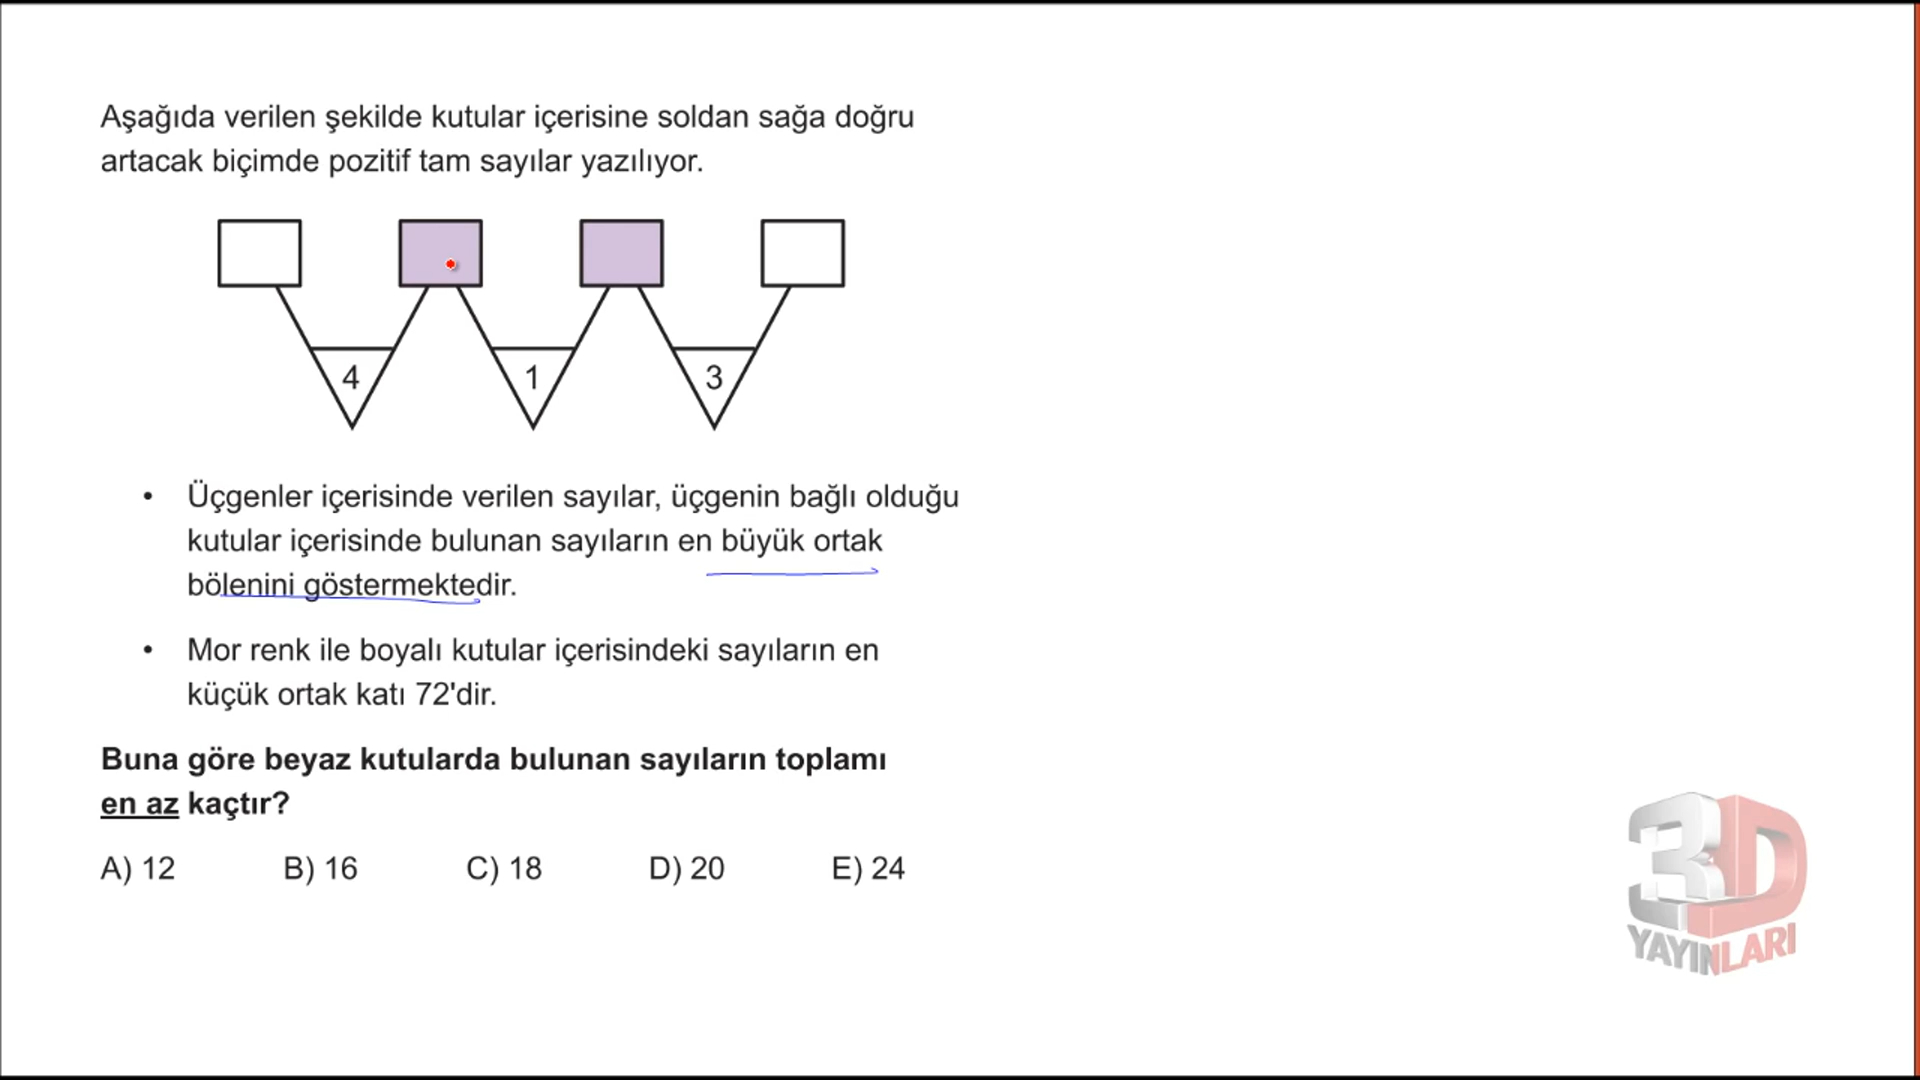 Aşağıda verilen şekilde kutular içerisine soldan sağa doğru
artacak biçimde pozitif tam sayılar yazılıyor.
4 1 3
• Üçgenler içerisinde verilen sayılar, üçgenin bağlı olduğu
kutular içerisinde bulunan sayıların en büyük ortak
bölenini göstermektedir.
• Mor renk ile boyalı kutular içerisindeki sayıların en
küçük ortak katı 72'dir.
Buna göre beyaz kutularda bulunan sayıların toplamı
en az kaçtır?
A) 12 B) 16 C) 18 D) 20 E) 24
3D
YAYINLARI